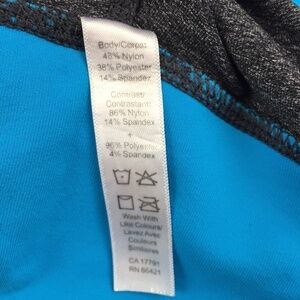 Body/Corps:
48% Nylon
38% Polyester
14% Spandex
Contrast/
Contrastant:
86% Nylon
14% Spandex
+
96% Polyester
4% Spandex
Wash With
Like Colours/
Lavez Avec
Couleurs
Similaires
CA 17791
RN 86421